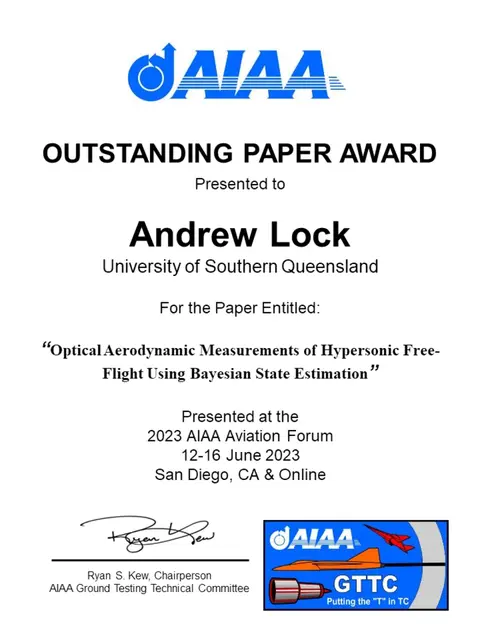 AIAA
OUTSTANDING PAPER AWARD
Presented to
Andrew Lock
University of Southern Queensland
For the Paper Entitled:
“Optical Aerodynamic Measurements of Hypersonic Free-
Flight Using Bayesian State Estimation”
Presented at the
2023 AIAA Aviation Forum
12-16 June 2023
San Diego, CA & Online
Ryan Kew
Ryan S. Kew, Chairperson
AIAA Ground Testing Technical Committee
AIAA
GTTC
Putting the "T" in TC